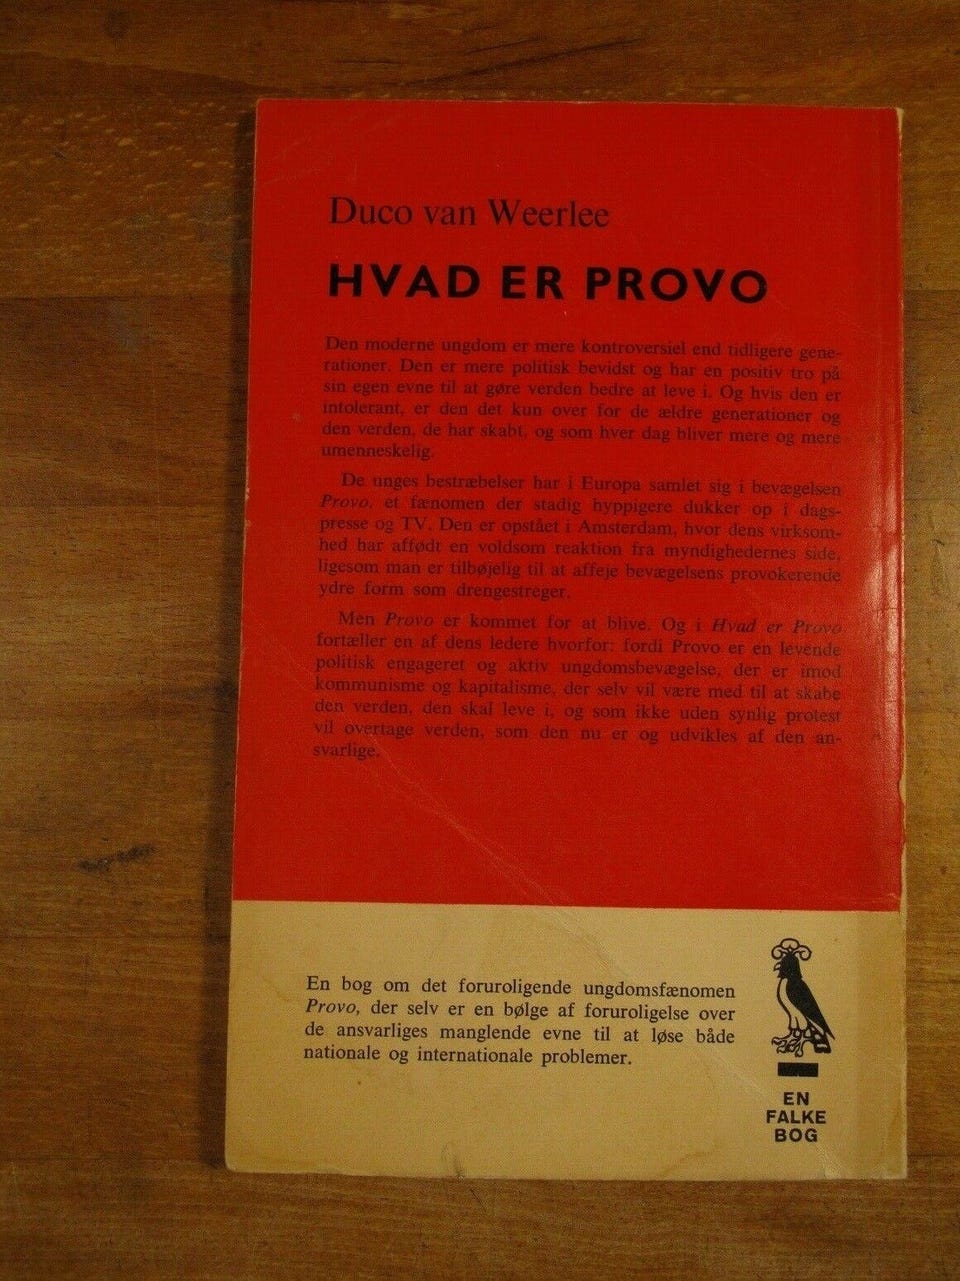 Duco van Weerlee
HVAD ER PROVO
Den moderne ungdom er mere kontroversiel end tidligere gene-
rationer. Den er mere politisk bevidst og har en positiv tro på
sin egen evne til at gøre verden bedre at leve i. Og hvis den er
intolerant, er den det kun over for de ældre generationer og
den verden, de har skabt, og som hver dag bliver mere og mere
umenneskelig.
De unges bestræbelser har i Europa samlet sig i bevægelsen
Provo, et fænomen der stadig hyppigere dukker op i dags-
presse og TV. Den er opstået i Amsterdam, hvor dens virksom-
hed har affødt en voldsom reaktion fra myndighedernes side,
ligesom man er tilbøjelig til at affeje bevægelsens provokerende
ydre form som drengestreger.
Men Provo er kommet for at blive. Og i Hvad er Provo
fortæller en af dens ledere hvorfor: fordi Provo er en levende
politisk engageret og aktiv ungdomsbevægelse, der er imod
kommunisme og kapitalisme, der selv vil være med til at skabe
den verden, den skal leve i, og som ikke uden synlig protest
vil overtage verden, som den nu er og udvikles af den an-
svarlige.
En bog om det foruroligende ungdomsfænomen
Provo, der selv er en bølge af foruroligelse over
de ansvarliges manglende evne til at løse både
nationale og internationale problemer.
EN
FALKE
BOG